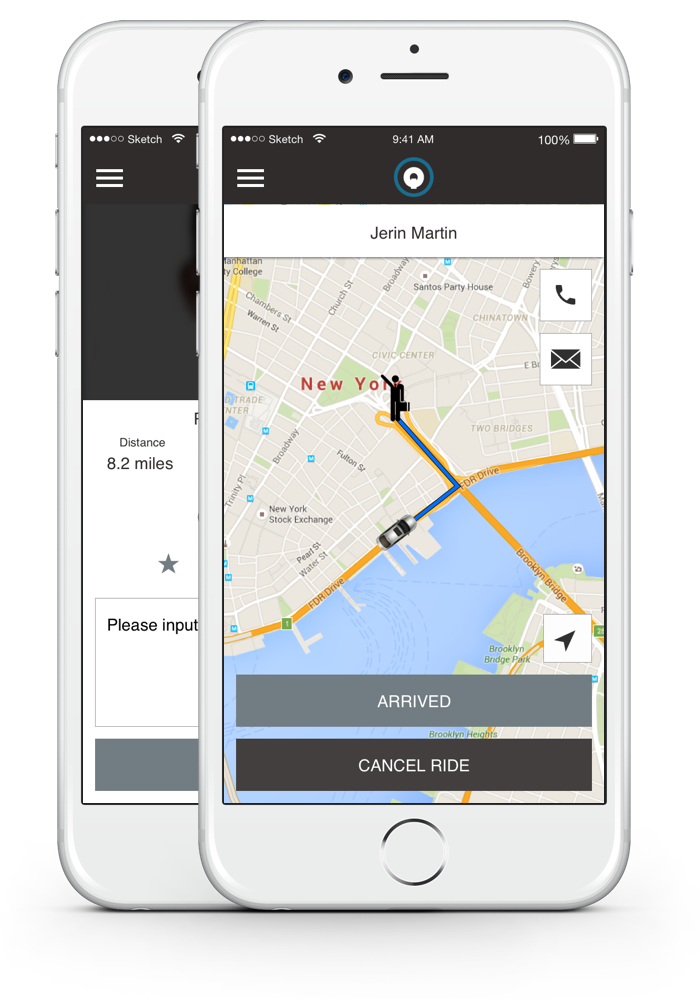 Sketch
Distance
8.2 miles
Please input
Sketch
9:41 AM
100%
Jerin Martin
Manhattan
ty College
Church St
Broadway
Santos Party House
Bowery
Chambers St
Warren St
CHINATOWN
CIVIC CENTER
E B
New York
D TRADE
ENTER
TWO BRIDGES
Broadway
Fulton St
FDR Drive
Trinity Pl
New York
Stock Exchange
Pearl St
Water St
FDR Drive
Brooklyn Bridge
1
Brooklyn
Bridge Park
ARRIVED
Brooklyn Heights
CANCEL RIDE